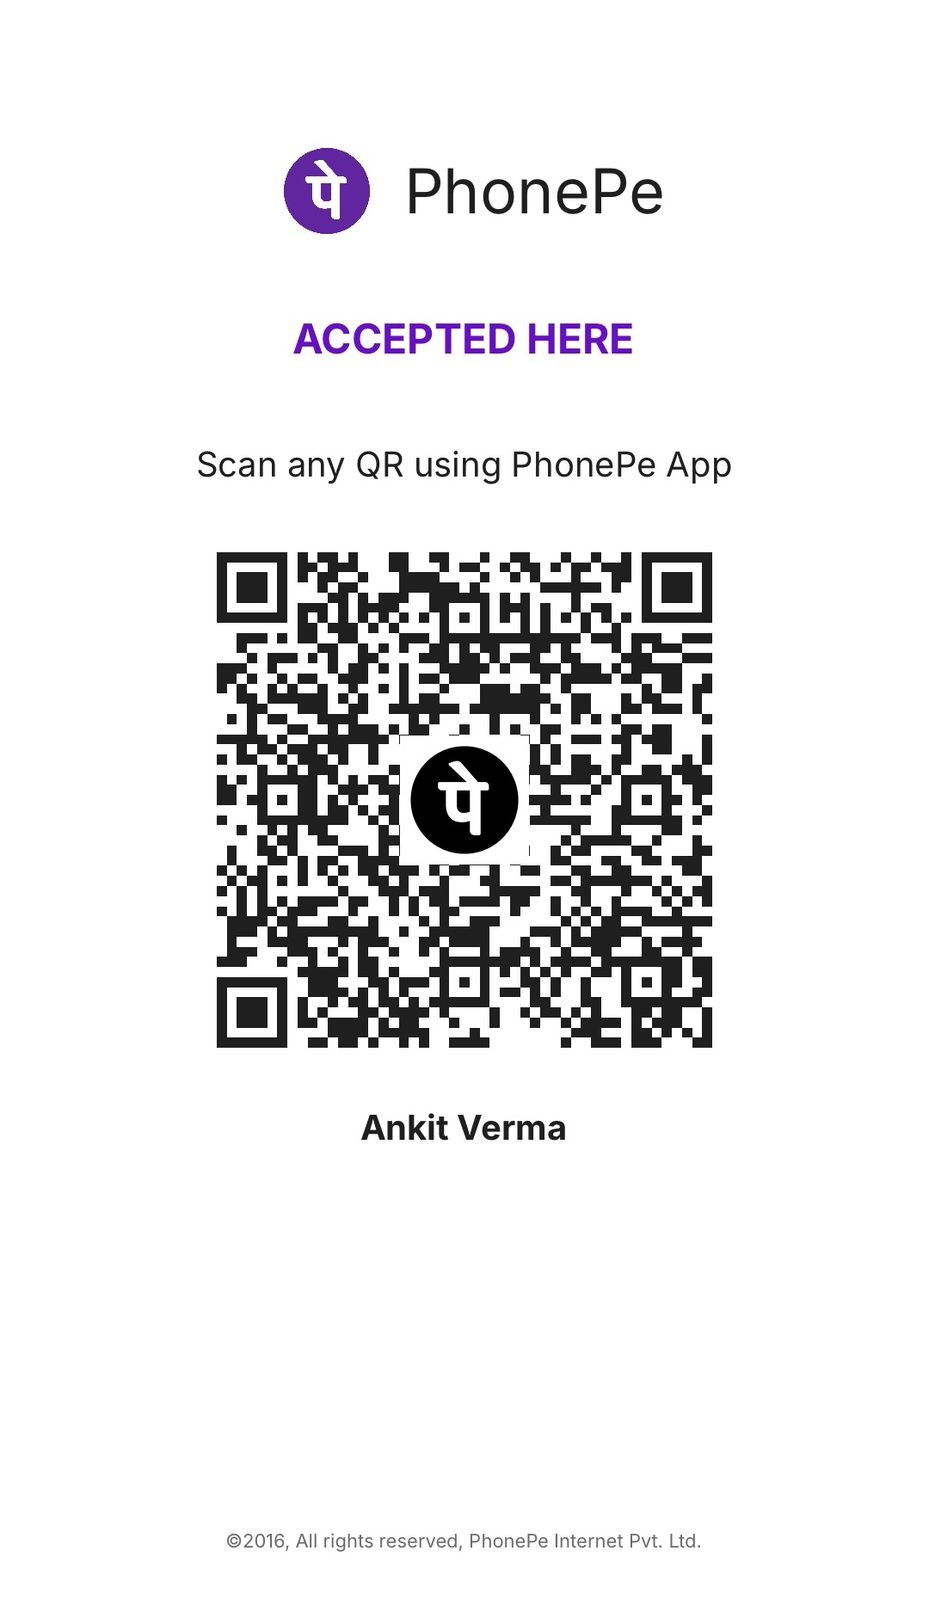 पे PhonePe
ACCEPTED HERE
Scan any QR using PhonePe App
पे
Ankit Verma
©2016, All rights reserved, PhonePe Internet Pvt. Ltd.